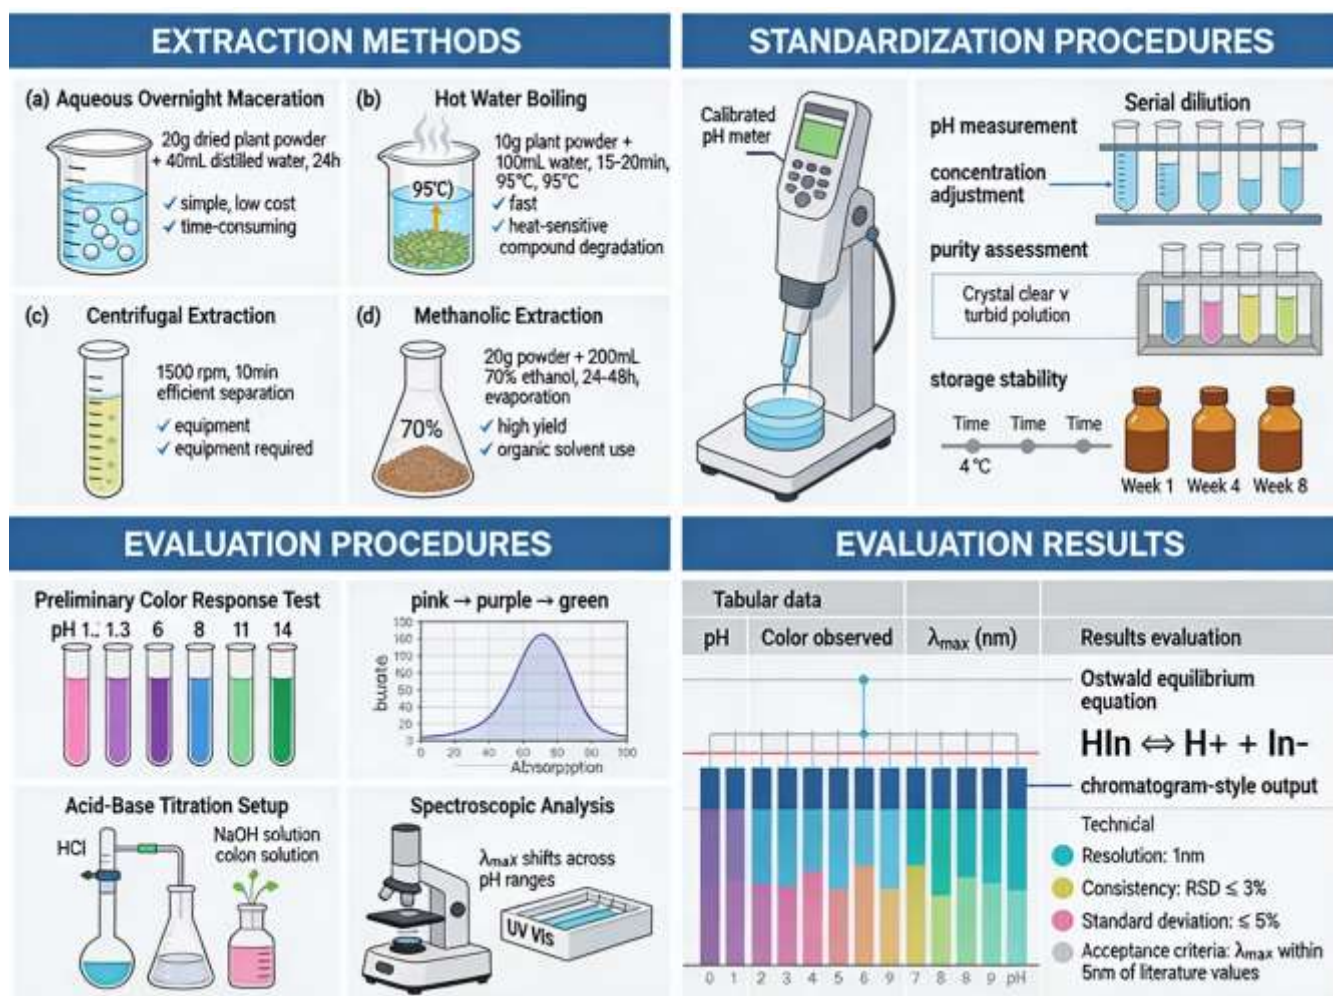 EXTRACTION METHODS
(a) Aqueous Overnight Maceration
20g dried plant powder
+ 40mL distilled water, 24h
✓ simple, low cost
✓ time-consuming
(b) Hot Water Boiling
95°C)
10g plant powder +
100mL water, 15-20min,
95°C, 95°C
✓ fast
✓ heat-sensitive
compound degradation
(c) Centrifugal Extraction
1500 rpm, 10min
efficient separation
✓ equipment
✓ equipment required
(d) Methanolic Extraction
70%
20g powder + 200mL
70% ethanol, 24-48h,
evaporation
✓ high yield
✓ organic solvent use
STANDARDIZATION PROCEDURES
Calibrated
pH meter
Serial dilution
pH measurement
concentration
adjustment
purity assessment
Crystal clear v
turbid polution
storage stability
Time Time Time
4 °C
Week 1 Week 4 Week 8
EVALUATION PROCEDURES
Preliminary Color Response Test
pH 1.: 1.3 6 8 11 14
pink → purple → green
20
0 20 40 60 80 100
Acid-Base Titration Setup
HCl
NaOH solution
colon solution
Spectroscopic Analysis
λmax shifts across
pH ranges
UV Vis
EVALUATION RESULTS
Tabular data
pH Color observed λmax (nm) Results evaluation
Ostwald equilibrium
equation
HIn ⇔ H+ + In-
chromatogram-style output
Resolution: 1nm
Consistency: RSD ≤ 3%
Standard deviation: ≤ 5%
Acceptance criteria: λmax within
5nm of literature values
0 1 2 3 4 5 6 9 7 8 8 9 pH